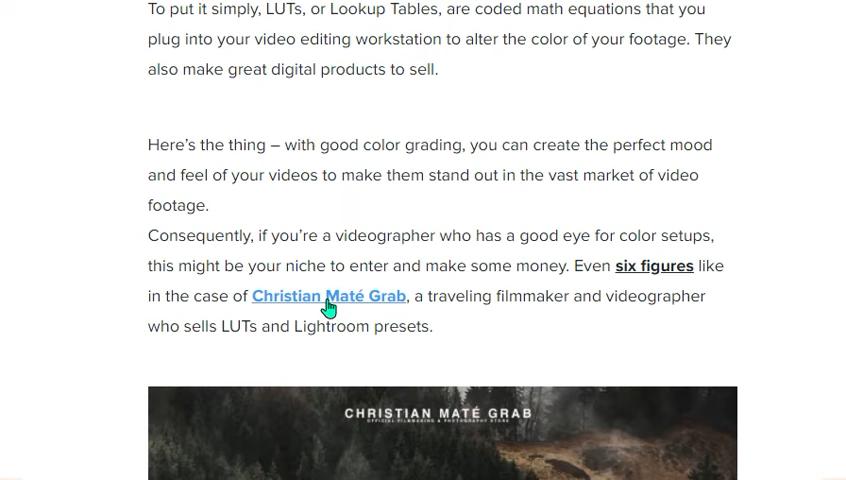 To put it simply, LUTs, or Lookup Tables, are coded math equations that you
plug into your video editing workstation to alter the color of your footage. They
also make great digital products to sell.
Here's the thing – with good color grading, you can create the perfect mood
and feel of your videos to make them stand out in the vast market of video
footage.
Consequently, if you're a videographer who has a good eye for color setups,
this might be your niche to enter and make some money. Even six figures like
in the case of Christian Maté Grab, a traveling filmmaker and videographer
who sells LUTs and Lightroom presets.
CHRISTIAN MATÉ GRAB
OFFICIAL FILMMAKING & PHOTOGRAPHY STORE